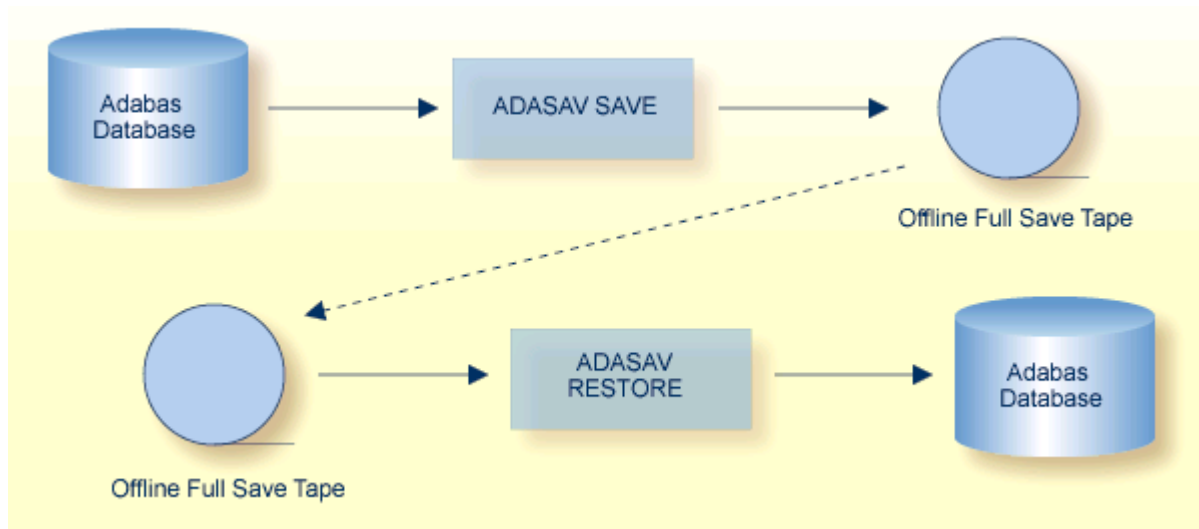 Adabas
Database
ADASAV SAVE
Offline Full Save Tape
Offline Full Save Tape
ADASAV
RESTORE
Adabas
Database